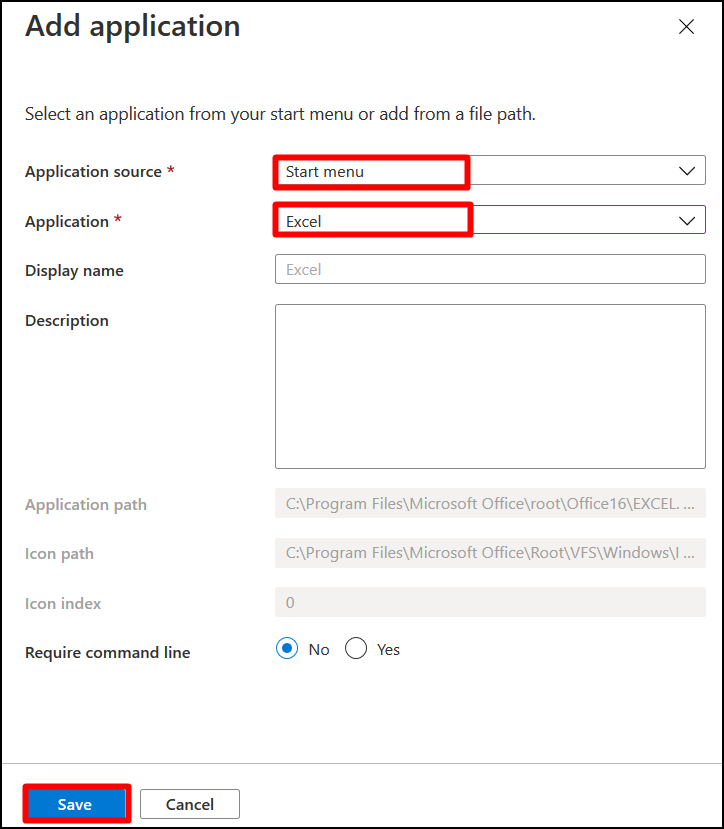 Add application
Select an application from your start menu or add from a file path.
Application source *
Start menu
Application *
Excel
Display name
Excel
Description
Application path
C:\Program Files\Microsoft Office\root\Office16\EXCEL. ...
Icon path
C:\Program Files\Microsoft Office\Root\VFS\Windows\I ...
Icon index
0
Require command line
No
Yes
Save
Cancel